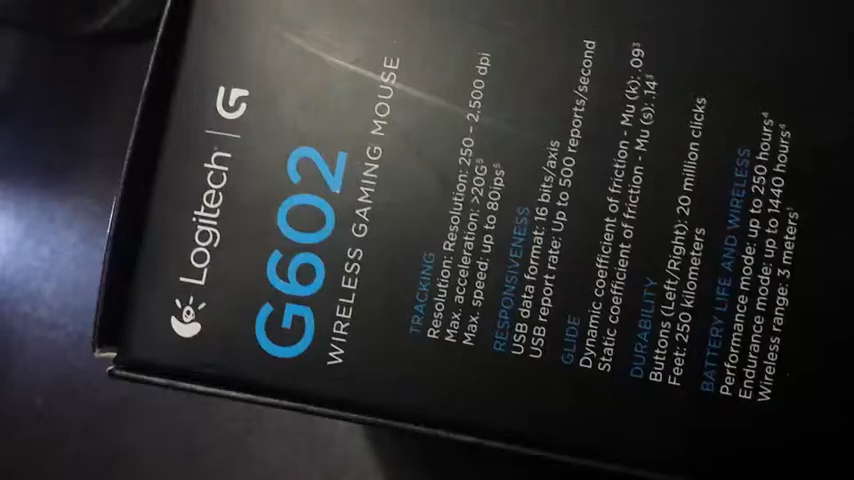 Logitech | G
G602
WIRELESS GAMING MOUSE
TRACKING
Resolution: Resolution: 250 – 2,500 dpi
Max. acceleration: >20G⁵
Max. speed: up to 80ips⁵
RESPONSIVENESS
USB data format: 16 bits/axis
USB report rate: Up to 500 reports/second
GLIDE
Dynamic coefficient of friction - Mu (k): .09³
Static coefficient of friction - Mu (s): .14³
DURABILITY
Buttons (Left/Right): 20 million clicks
Feet: 250 kilometers
BATTERY LIFE AND WIRELESS
Performance mode: up to 250 hours⁴
Endurance mode: up to 1440 hours⁴
Wireless range: 3 meters¹